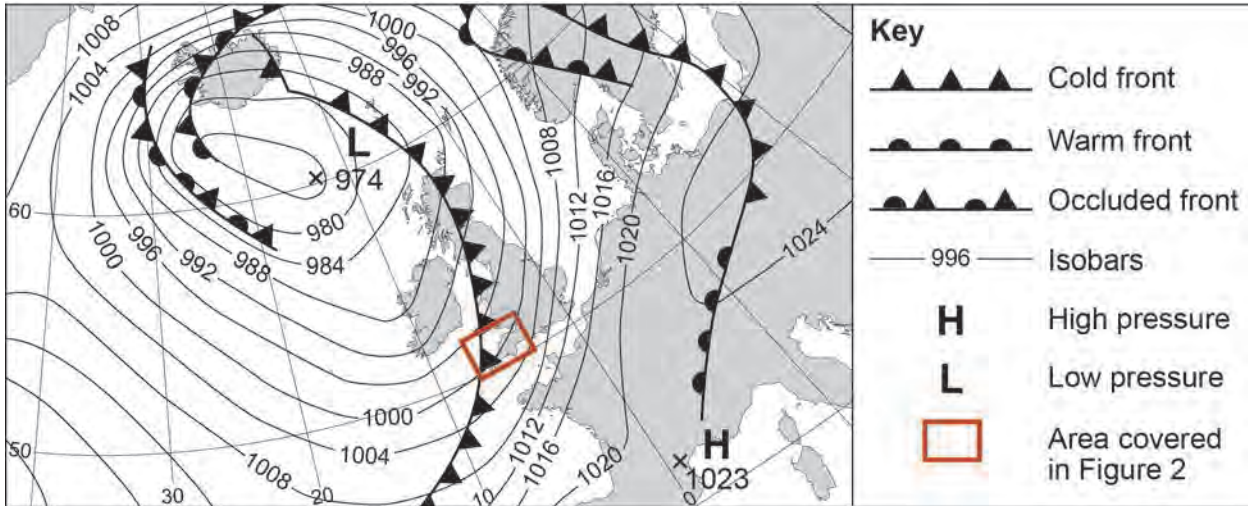 1008
1004
1000
996
988
992
L
974
60
980
984
988
992
996
1000
1008
1012
1016
1020
1024
1000
1004
1008
1012
1016
1020
50
30
20
10
0
H
1023
Key
Cold front
Warm front
Occluded front
996 Isobars
H High pressure
L Low pressure
Area covered
in Figure 2